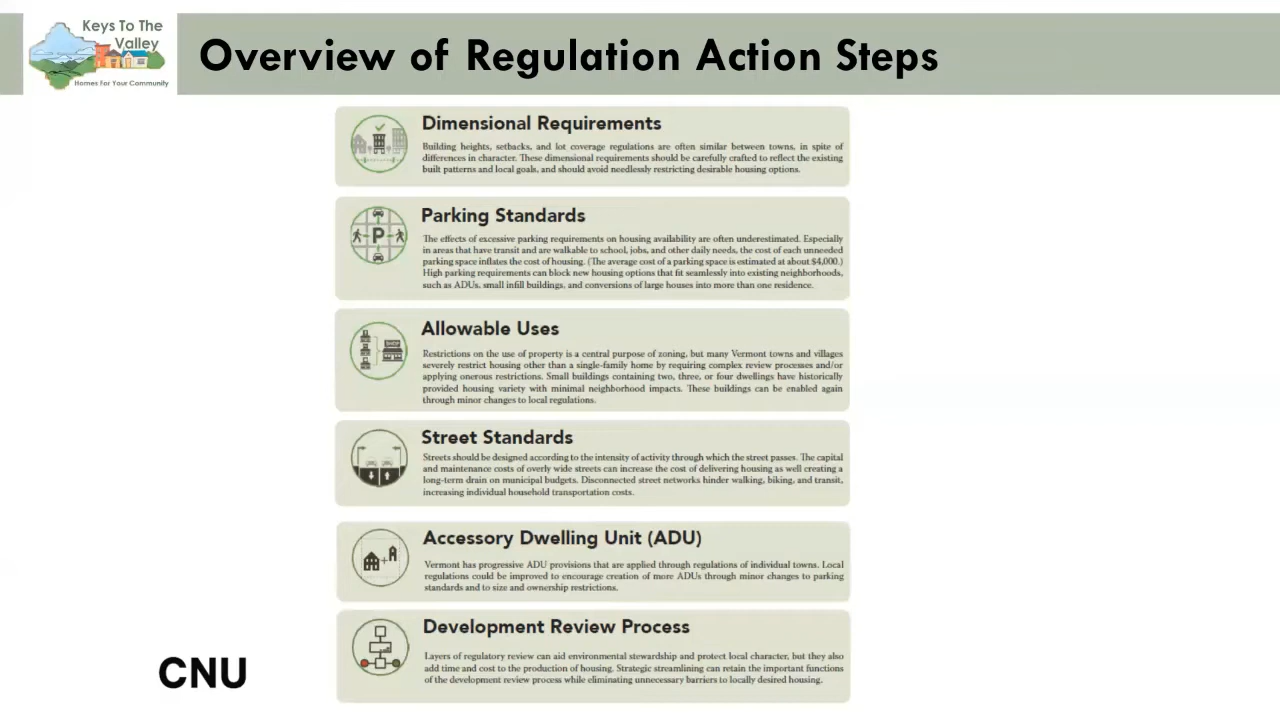 Keys To The
Valley
Homes For Your Community
Overview of Regulation Action Steps
Dimensional Requirements
Building heights, setbacks, and lot coverage regulations are often similar between towns, in spite of
differences in character. These dimensional requirements should be carefully crafted to reflect the existing
built patterns and local goals, and should avoid needlessly restricting desirable housing options.
Parking Standards
The effects of excessive parking requirements on housing availability are often underestimated. Especially
in areas that have transit and are walkable to school, jobs, and other daily needs, the cost of each unneeded
parking space inflates the cost of housing. (The average cost of a parking space is estimated at about $4,000.)
High parking requirements can block new housing options that fit seamlessly into existing neighborhoods,
such as ADUs, small infill buildings, and conversions of large houses into more than one residence.
P
Allowable Uses
Restrictions on the use of property is a central purpose of zoning, but many Vermont towns and villages
severely restrict housing other than a single-family home by requiring complex review processes and/or
applying onerous restrictions. Small buildings containing two, three, or four dwellings have historically
provided housing variety with minimal neighborhood impacts. These buildings can be enabled again
through minor changes to local regulations.
SHOP
Street Standards
Streets should be designed according to the intensity of activity through which the street passes. The capital
and maintenance costs of overly wide streets can increase the cost of delivering housing as well creating a
long-term drain on municipal budgets. Disconnected street networks hinder walking, biking, and transit,
increasing individual household transportation costs.
Accessory Dwelling Unit (ADU)
Vermont has progressive ADU provisions that are applied through regulations of individual towns. Local
regulations could be improved to encourage creation of more ADUs through minor changes to parking
standards and to size and ownership restrictions.
Development Review Process
Layers of regulatory review can aid environmental stewardship and protect local character, but they also
add time and cost to the production of housing. Strategic streamlining can retain the important functions
of the development review process while eliminating unnecessary barriers to locally desired housing.
CNU